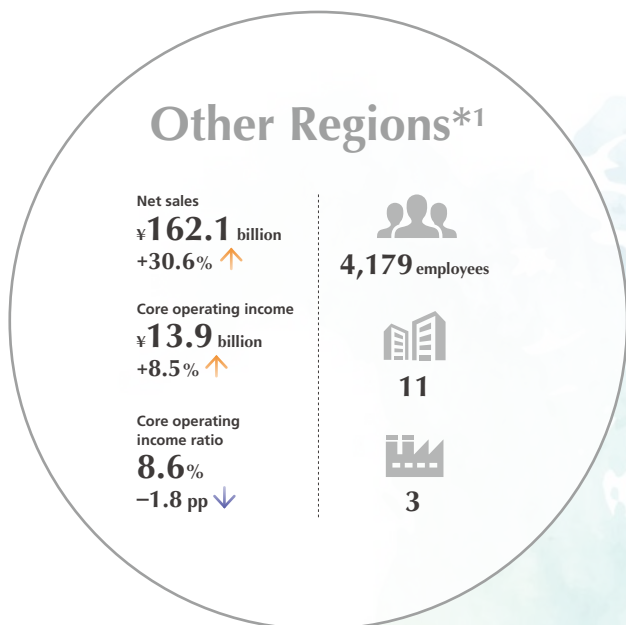 Other Regions*1
Net sales
¥162.1 billion
+30.6% ↑
Core operating income
¥13.9 billion
+8.5% ↑
Core operating
income ratio
8.6%
−1.8 pp ↓
4,179 employees
11
3